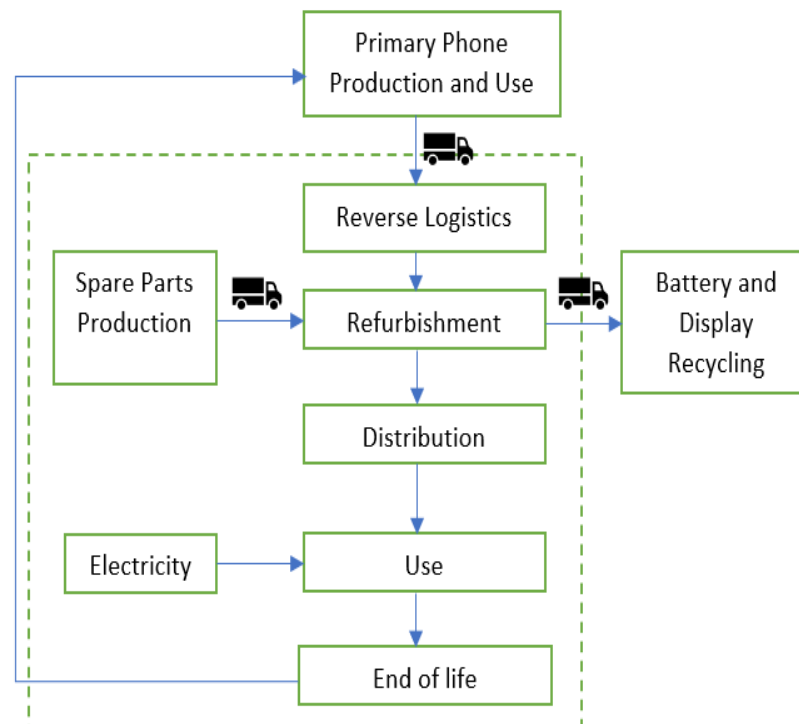 Primary Phone
Production and Use
Reverse Logistics
Spare Parts
Production
Refurbishment
Battery and
Display
Recycling
Distribution
Electricity
Use
End of life